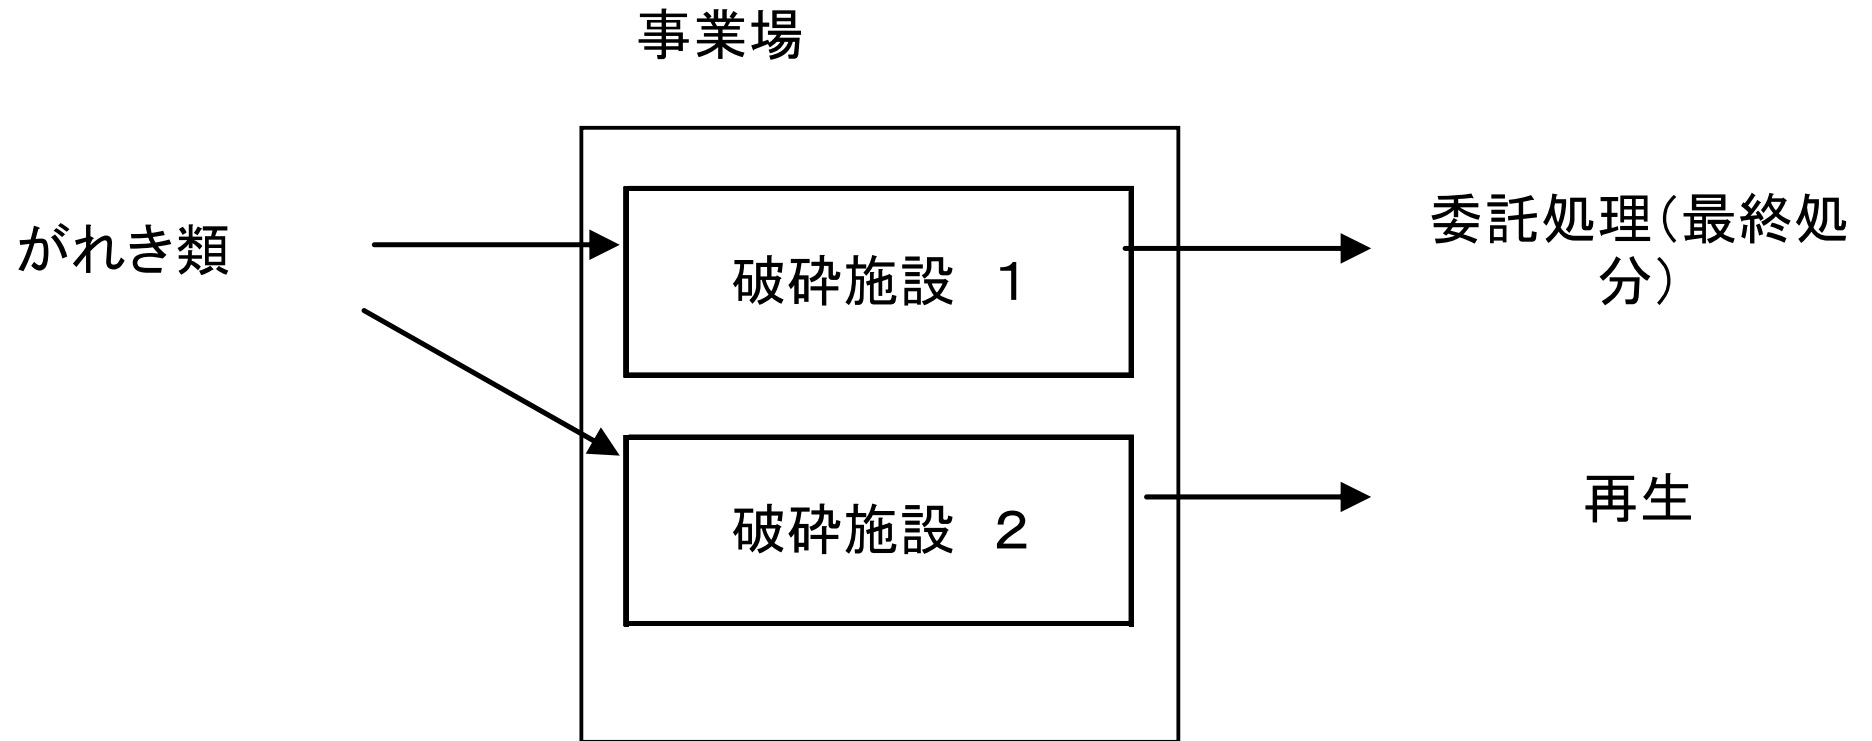 事業場
がれき類
破砕施設　１
委託処理（最終処
分）
破砕施設　２
再生